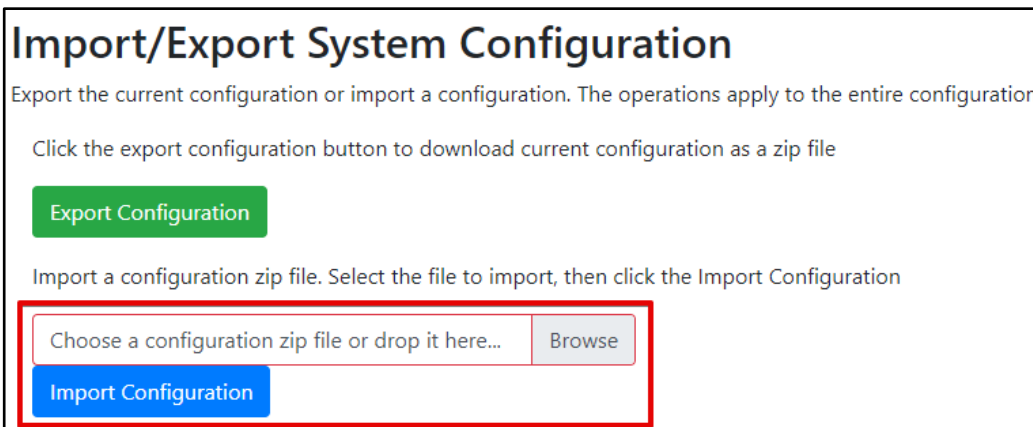 Import/Export System Configuration
Export the current configuration or import a configuration. The operations apply to the entire configuration
Click the export configuration button to download current configuration as a zip file
Export Configuration
Import a configuration zip file. Select the file to import, then click the Import Configuration
Choose a configuration zip file or drop it here... Browse
Import Configuration